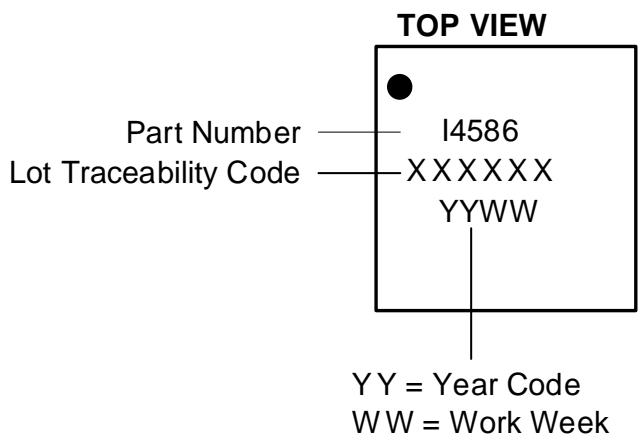 TOP VIEW
Part Number
I4586
Lot Traceability Code
XXXXXX
YYWW
YY = Year Code
WW = Work Week